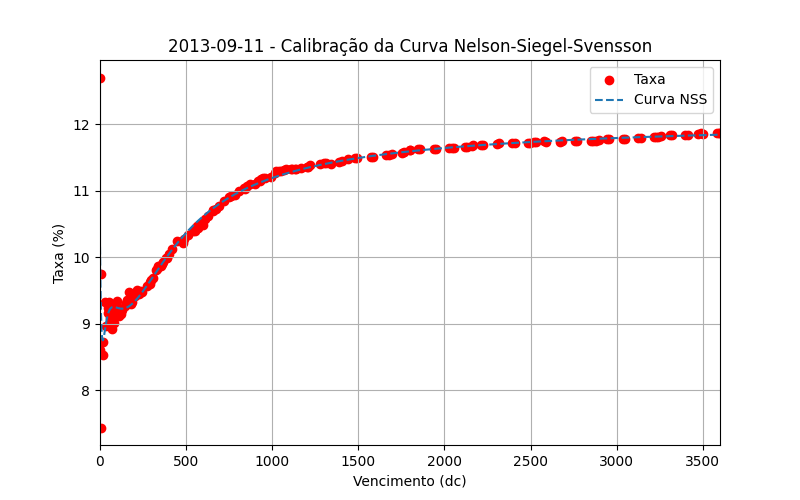 2013-09-11 - Calibração da Curva Nelson-Siegel-Svensson
Taxa
Curva NSS
12
11
10
9
8
Taxa (%)
0 500 1000 1500 2000 2500 3000 3500
Vencimento (dc)